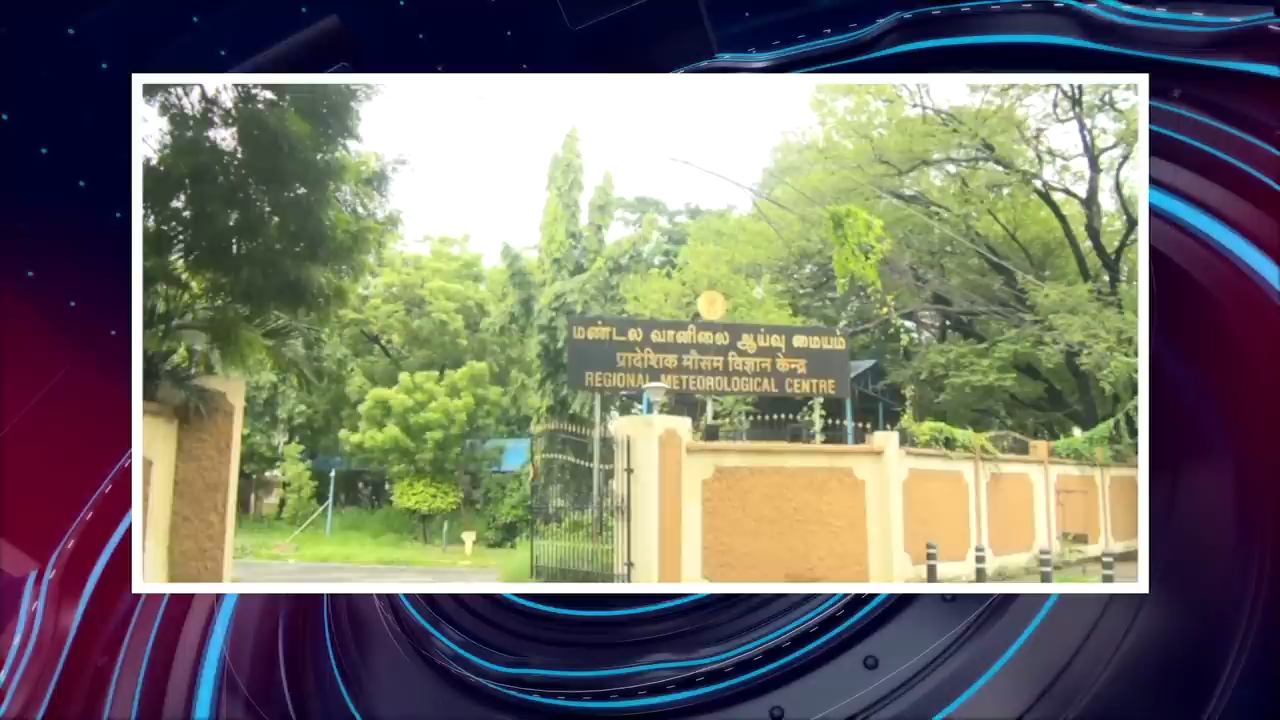 மண்டல வானிலை ஆய்வு மையம்
प्रादेशिक मौसम विज्ञान केन्द्र
REGIONAL METEOROLOGICAL CENTRE